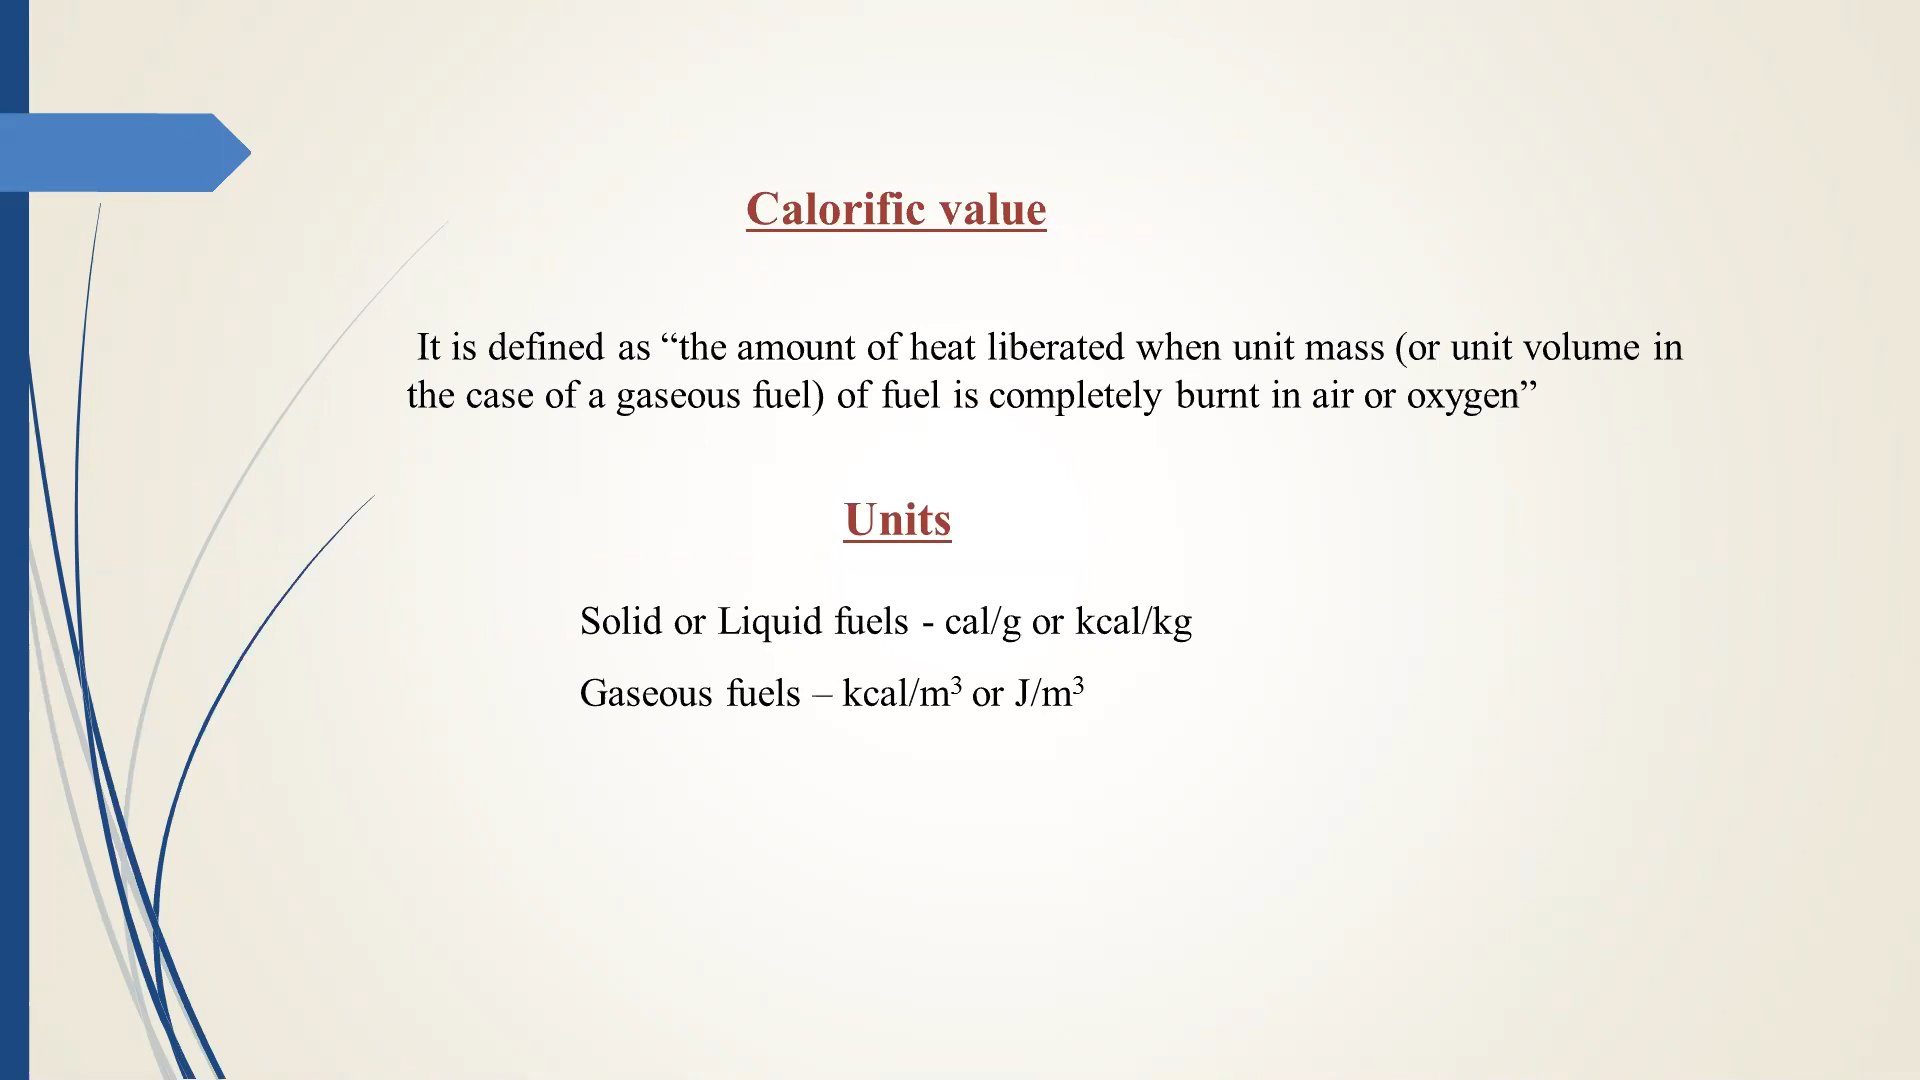 Calorific value
It is defined as “the amount of heat liberated when unit mass (or unit volume in
the case of a gaseous fuel) of fuel is completely burnt in air or oxygen”
Units
Solid or Liquid fuels - cal/g or kcal/kg
Gaseous fuels – kcal/m³ or J/m³